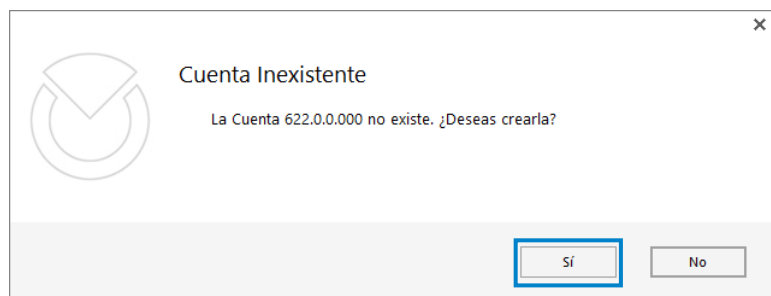 Cuenta Inexistente
La Cuenta 622.0.0.000 no existe. ¿Deseas crearla?
Sí
No